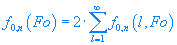 f₀,ₙ(Fo) = 2 · ∑_{l=1}^{∞} f₀,ₙ(l, Fo)